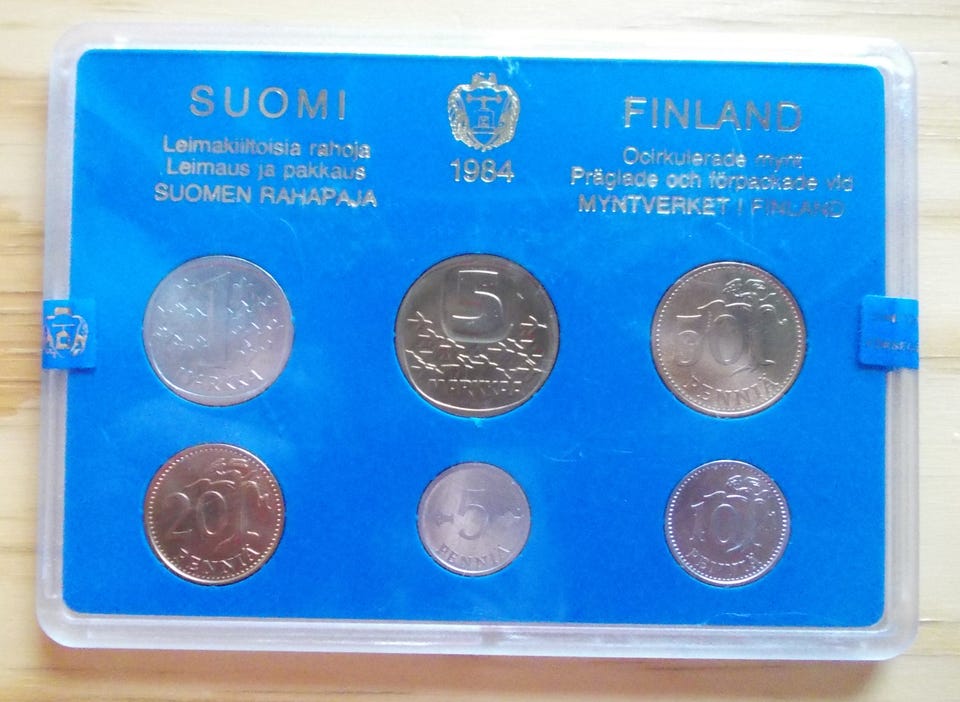 SUOMI
Leimakiiltoisia rahoja
Leimaus ja pakkaus
SUOMEN RAHAPAJA
1984
FINLAND
Ocirkulerade mynt
Präglade och förpackade vid
MYNTVERKET I FINLAND
1
MARKKA
5
MARKKAA
50
PENNIÄ
20
PENNIÄ
5
PENNIÄ
10
PENNIÄ